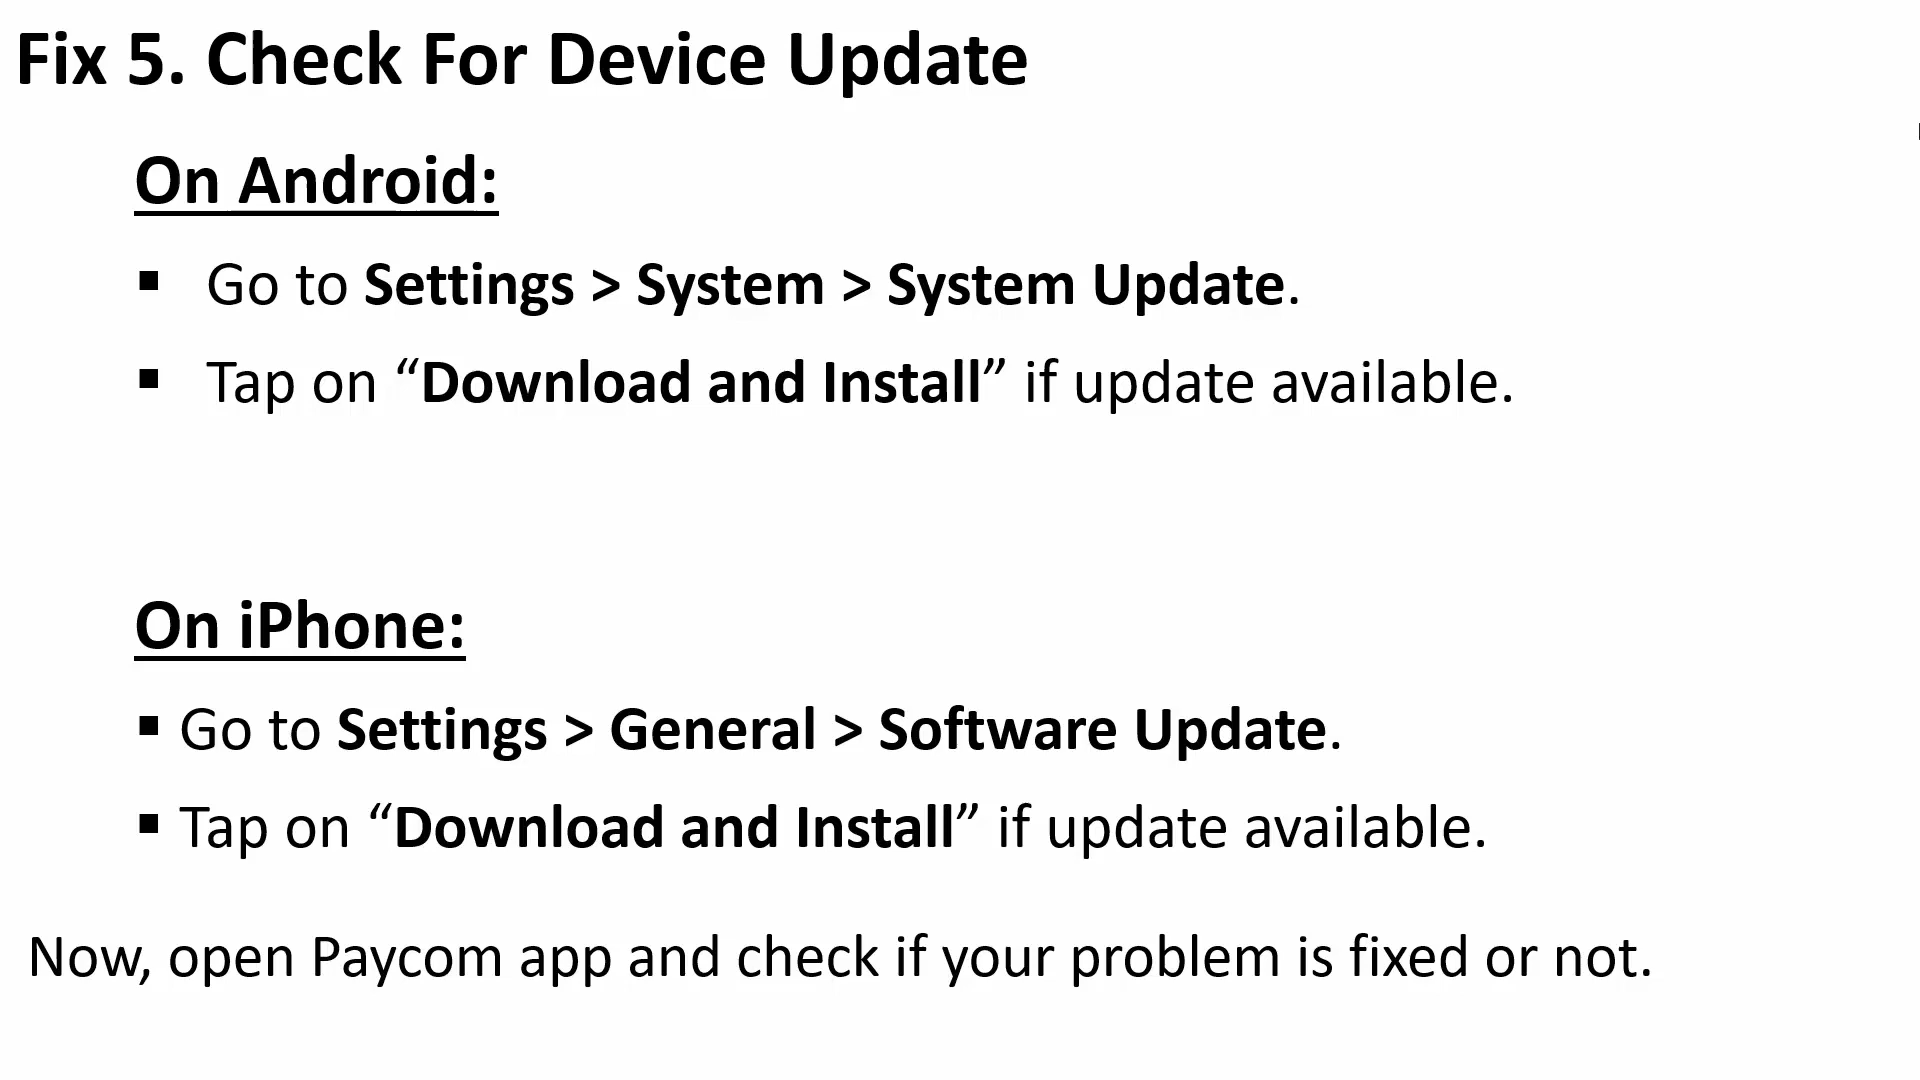 Fix 5. Check For Device Update
On Android:
▪ Go to Settings > System > System Update.
▪ Tap on “Download and Install” if update available.
On iPhone:
▪ Go to Settings > General > Software Update.
▪ Tap on “Download and Install” if update available.
Now, open Paycom app and check if your problem is fixed or not.